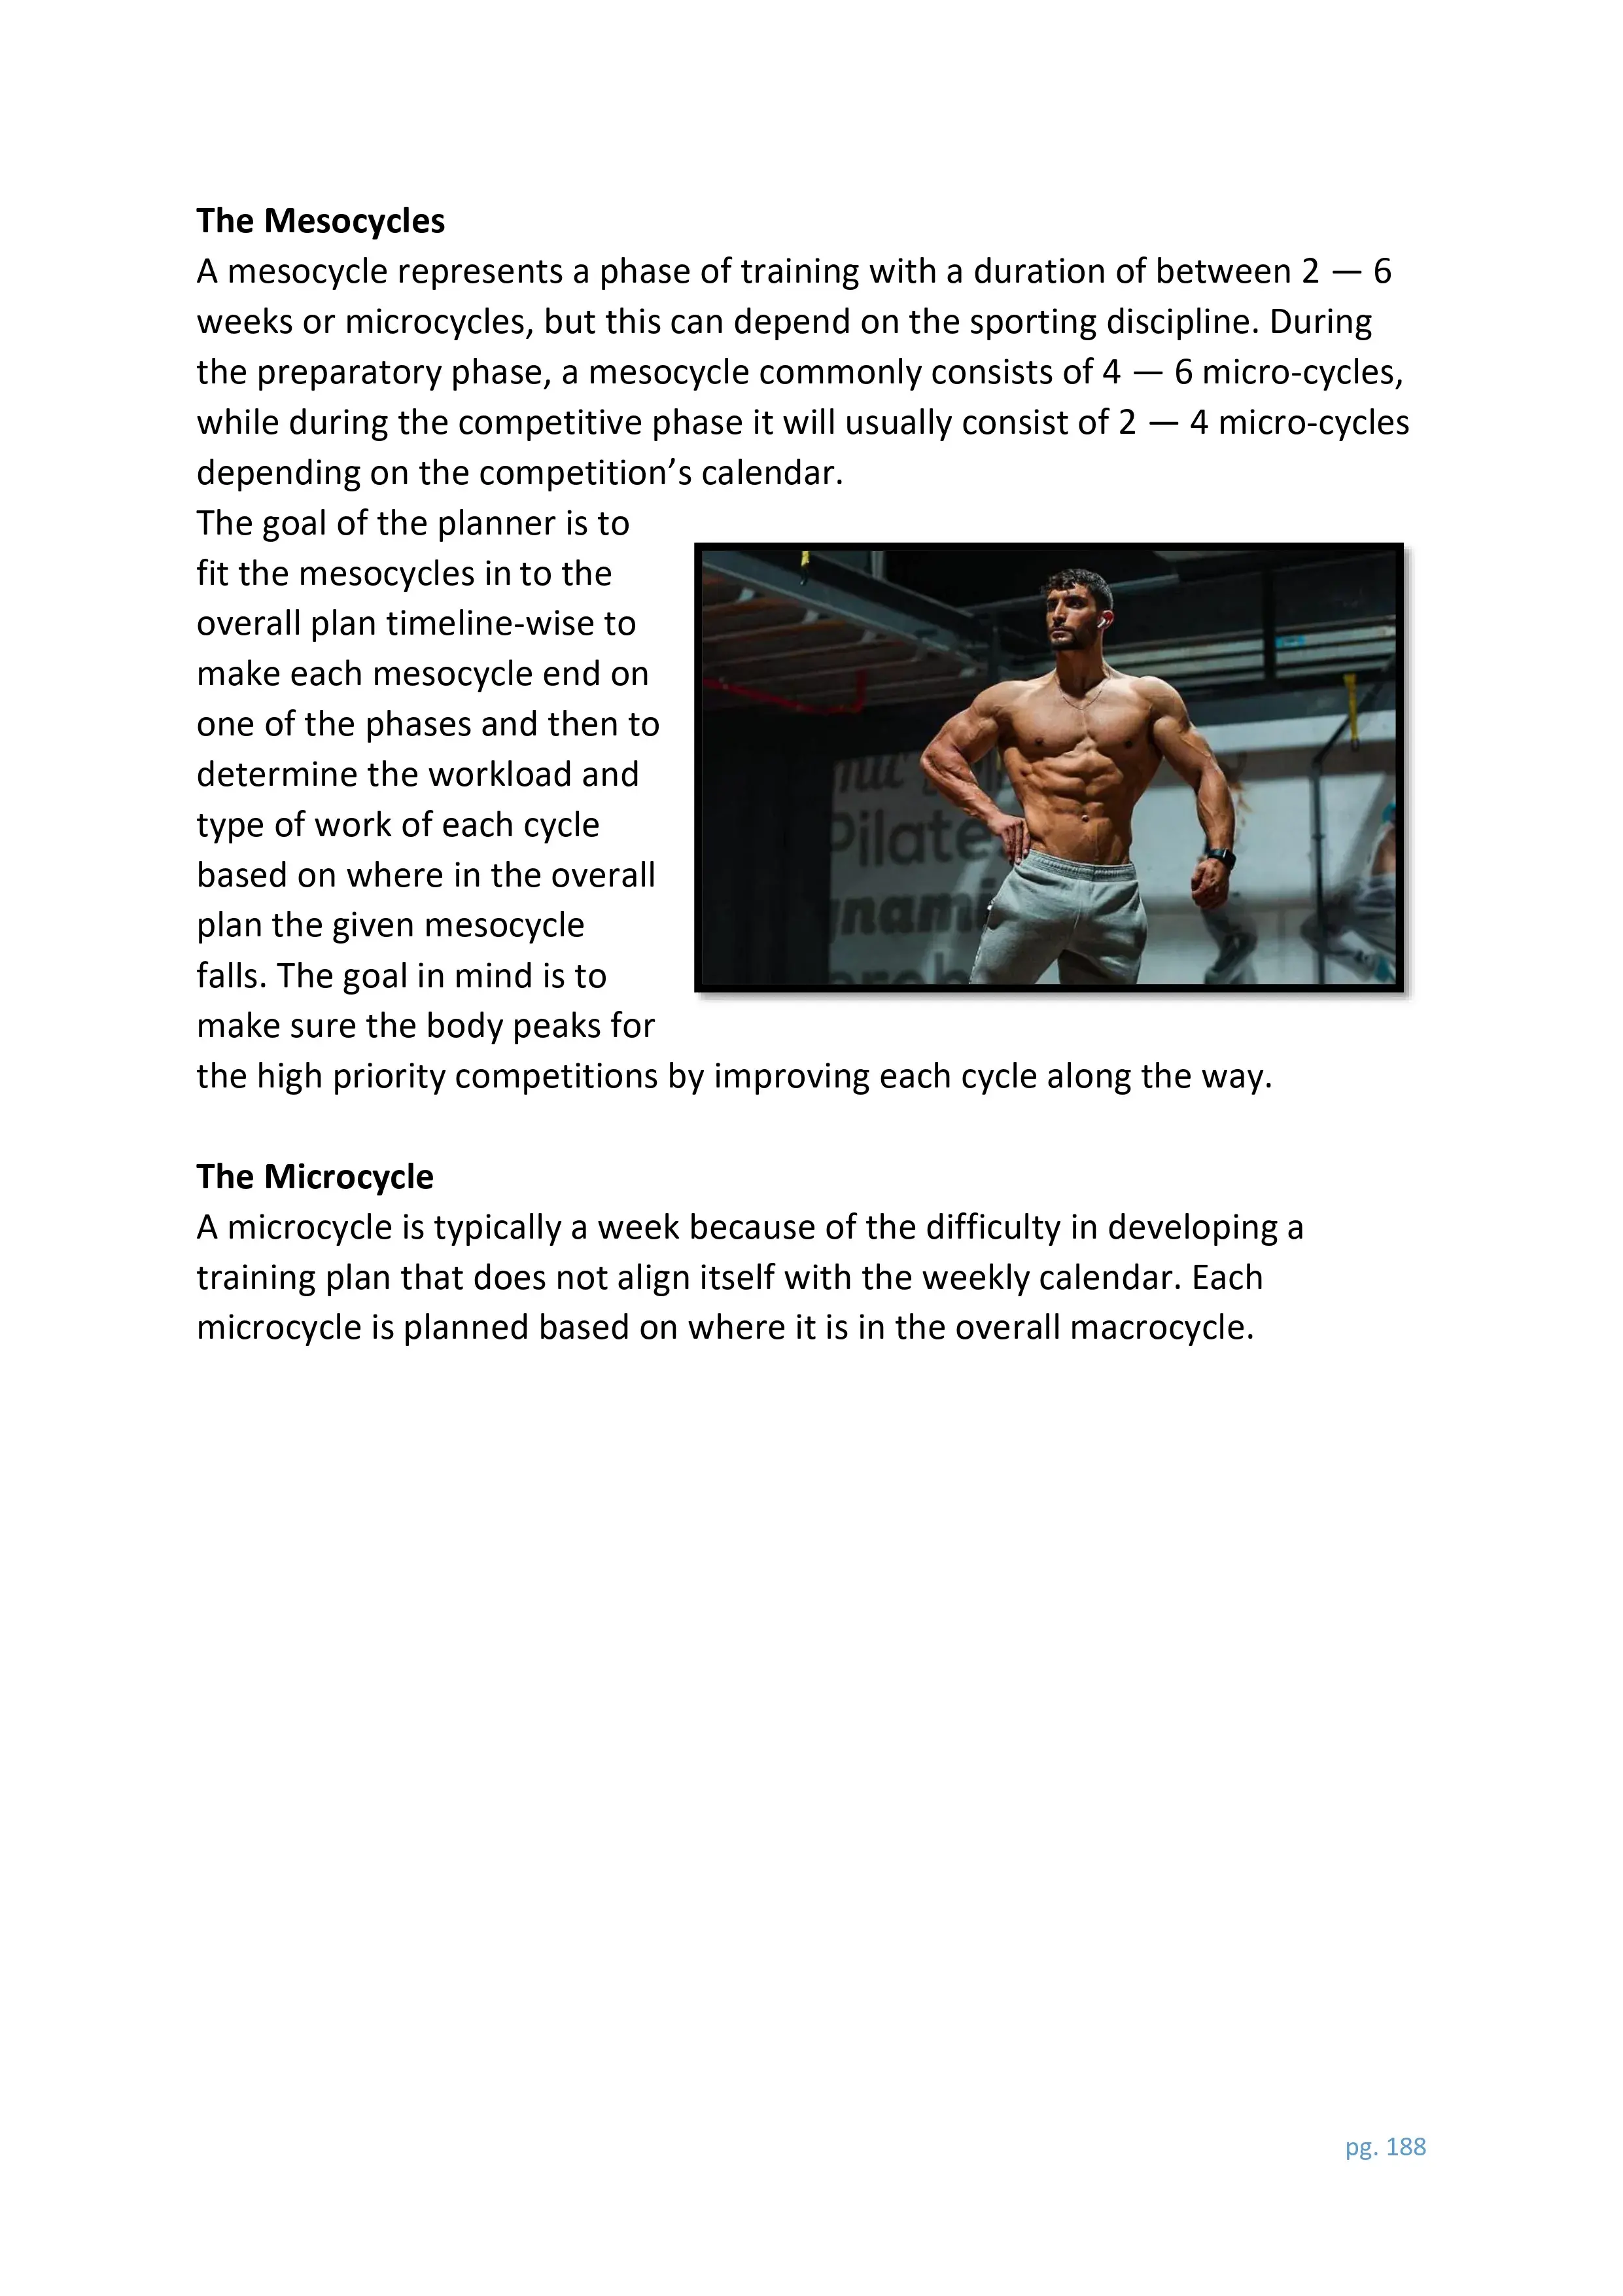 The Mesocycles
A mesocycle represents a phase of training with a duration of between 2 — 6
weeks or microcycles, but this can depend on the sporting discipline. During
the preparatory phase, a mesocycle commonly consists of 4 — 6 micro-cycles,
while during the competitive phase it will usually consist of 2 — 4 micro-cycles
depending on the competition’s calendar.
The goal of the planner is to
fit the mesocycles in to the
overall plan timeline-wise to
make each mesocycle end on
one of the phases and then to
determine the workload and
type of work of each cycle
based on where in the overall
plan the given mesocycle
falls. The goal in mind is to
make sure the body peaks for
the high priority competitions by improving each cycle along the way.
Pilate
nami
The Microcycle
A microcycle is typically a week because of the difficulty in developing a
training plan that does not align itself with the weekly calendar. Each
microcycle is planned based on where it is in the overall macrocycle.
pg. 188